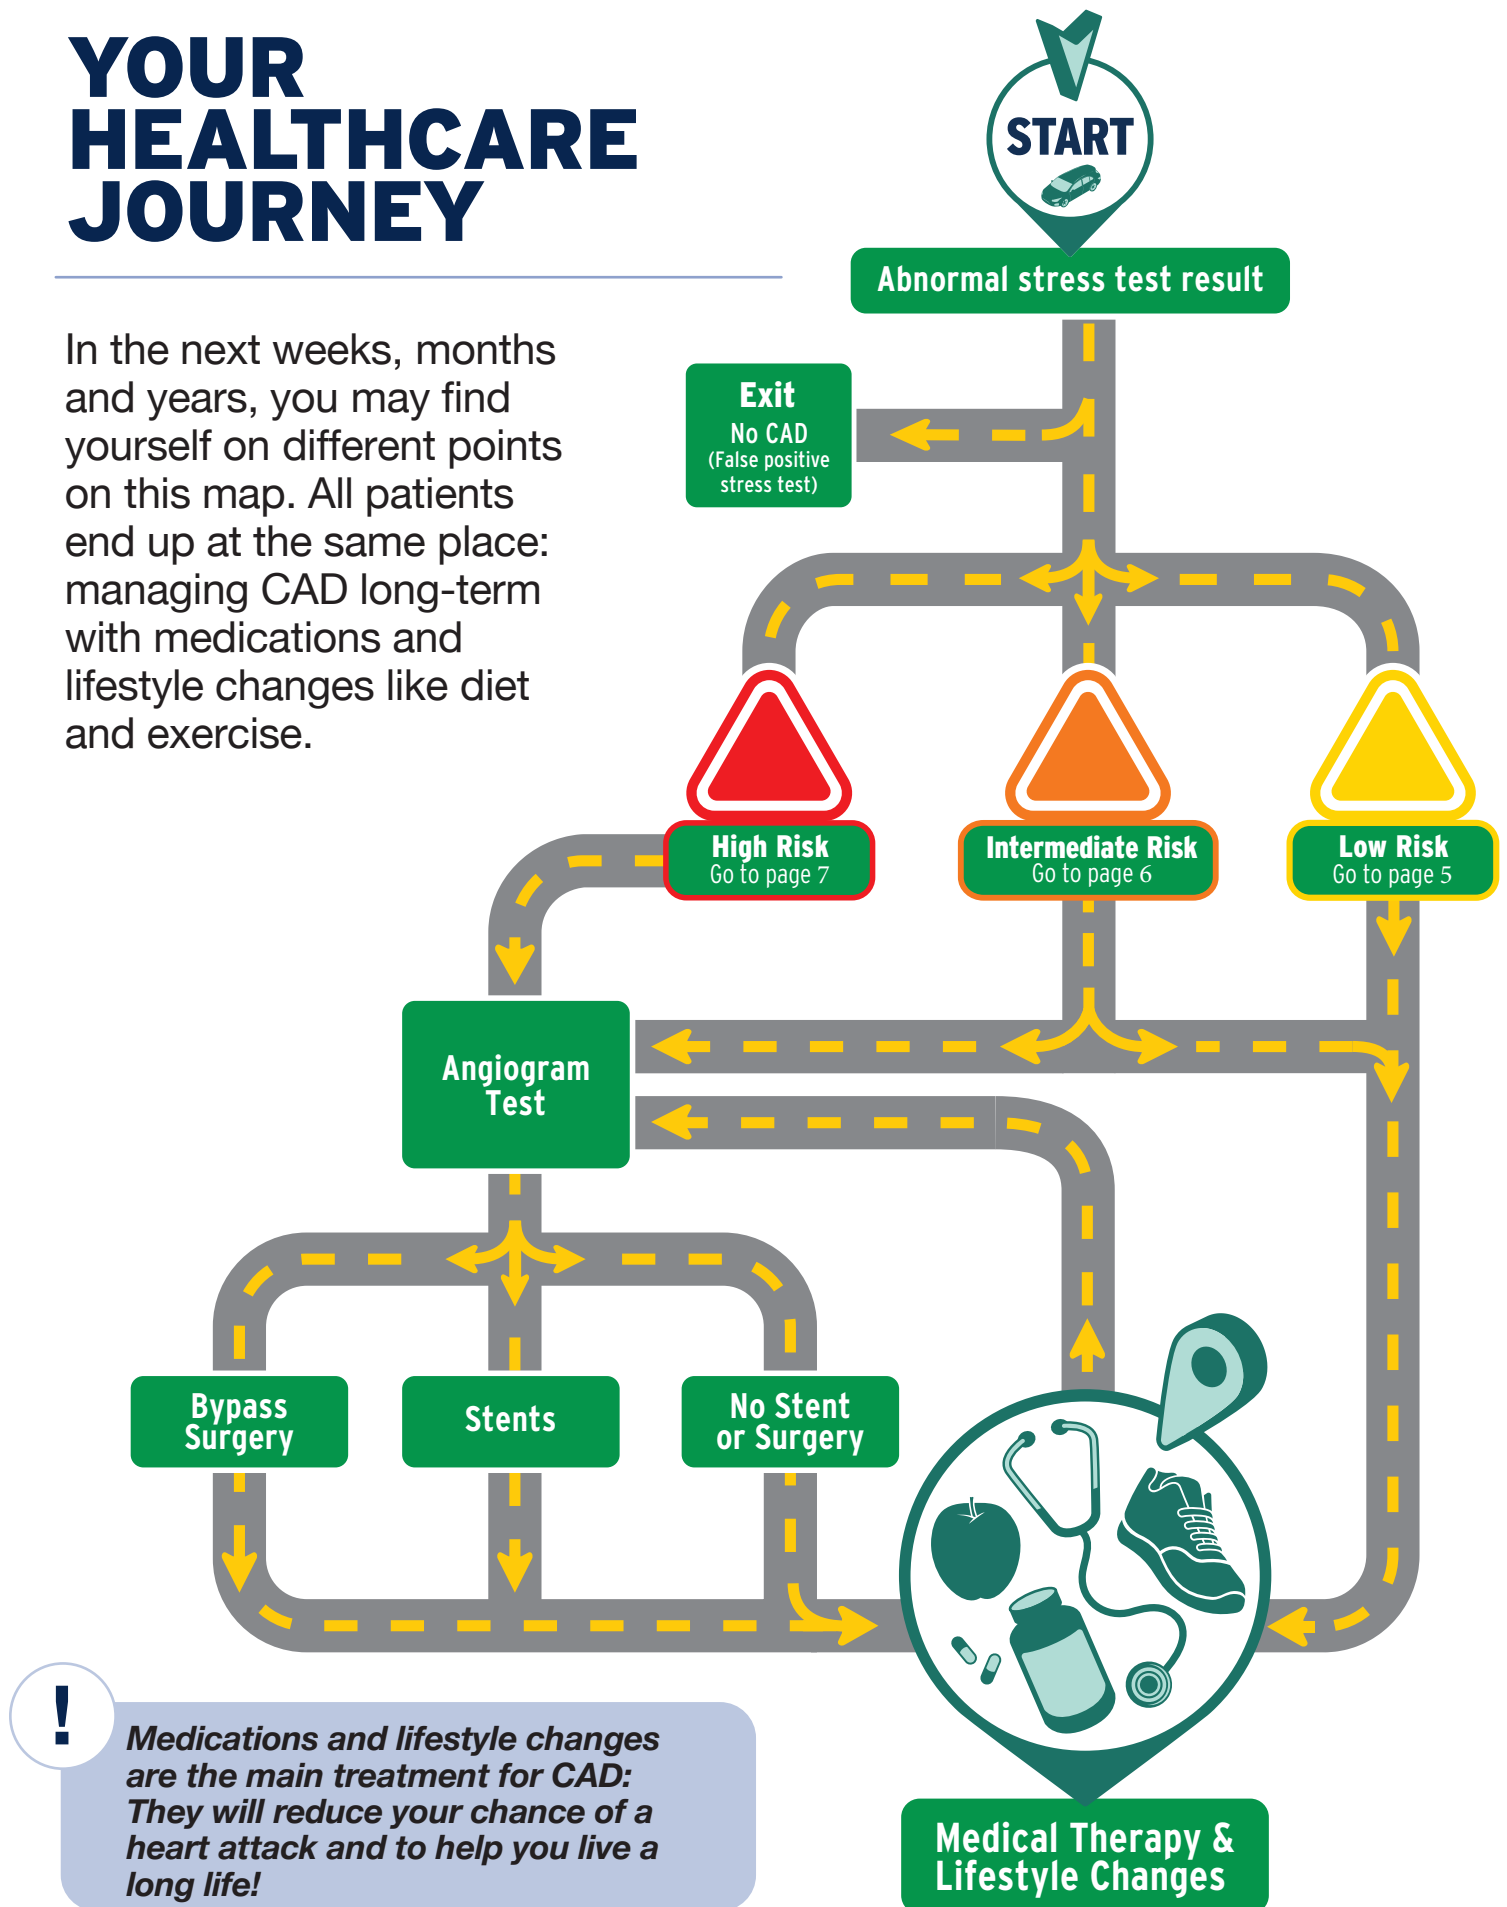 YOUR
HEALTHCARE
JOURNEY
In the next weeks, months
and years, you may find
yourself on different points
on this map. All patients
end up at the same place:
managing CAD long-term
with medications and
lifestyle changes like diet
and exercise.
START
Abnormal stress test result
Exit
No CAD
(False positive
stress test)
High Risk
Go to page 7
Intermediate Risk
Go to page 6
Low Risk
Go to page 5
Angiogram
Test
Bypass
Surgery
Stents
No Stent
or Surgery
!
Medications and lifestyle changes
are the main treatment for CAD:
They will reduce your chance of a
heart attack and to help you live a
long life!
Medical Therapy &
Lifestyle Changes